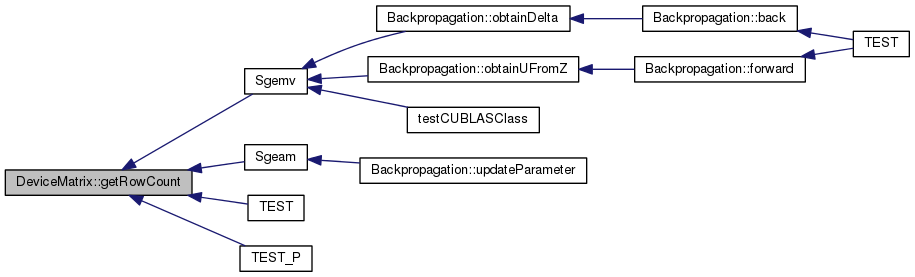 Backpropagation::obtainDelta
Backpropagation::back
TEST
Sgemv
Backpropagation::obtainUFromZ
Backpropagation::forward
testCUBLASClass
DeviceMatrix::getRowCount
Sgeam
Backpropagation::updateParameter
TEST
TEST_P